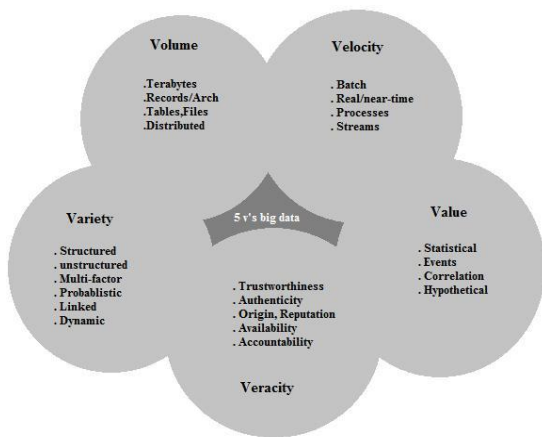 Volume
.Terabytes
.Records/Arch
.Tables,Files
.Distributed
Velocity
. Batch
. Real/near-time
. Processes
. Streams
Variety
. Structured
. unstructured
. Multi-factor
. Probablistic
. Linked
. Dynamic
5 v's big data
Value
. Statistical
. Events
. Correlation
. Hypothetical
. Trustworthiness
. Authenticity
. Origin, Reputation
. Availability
. Accountability
Veracity